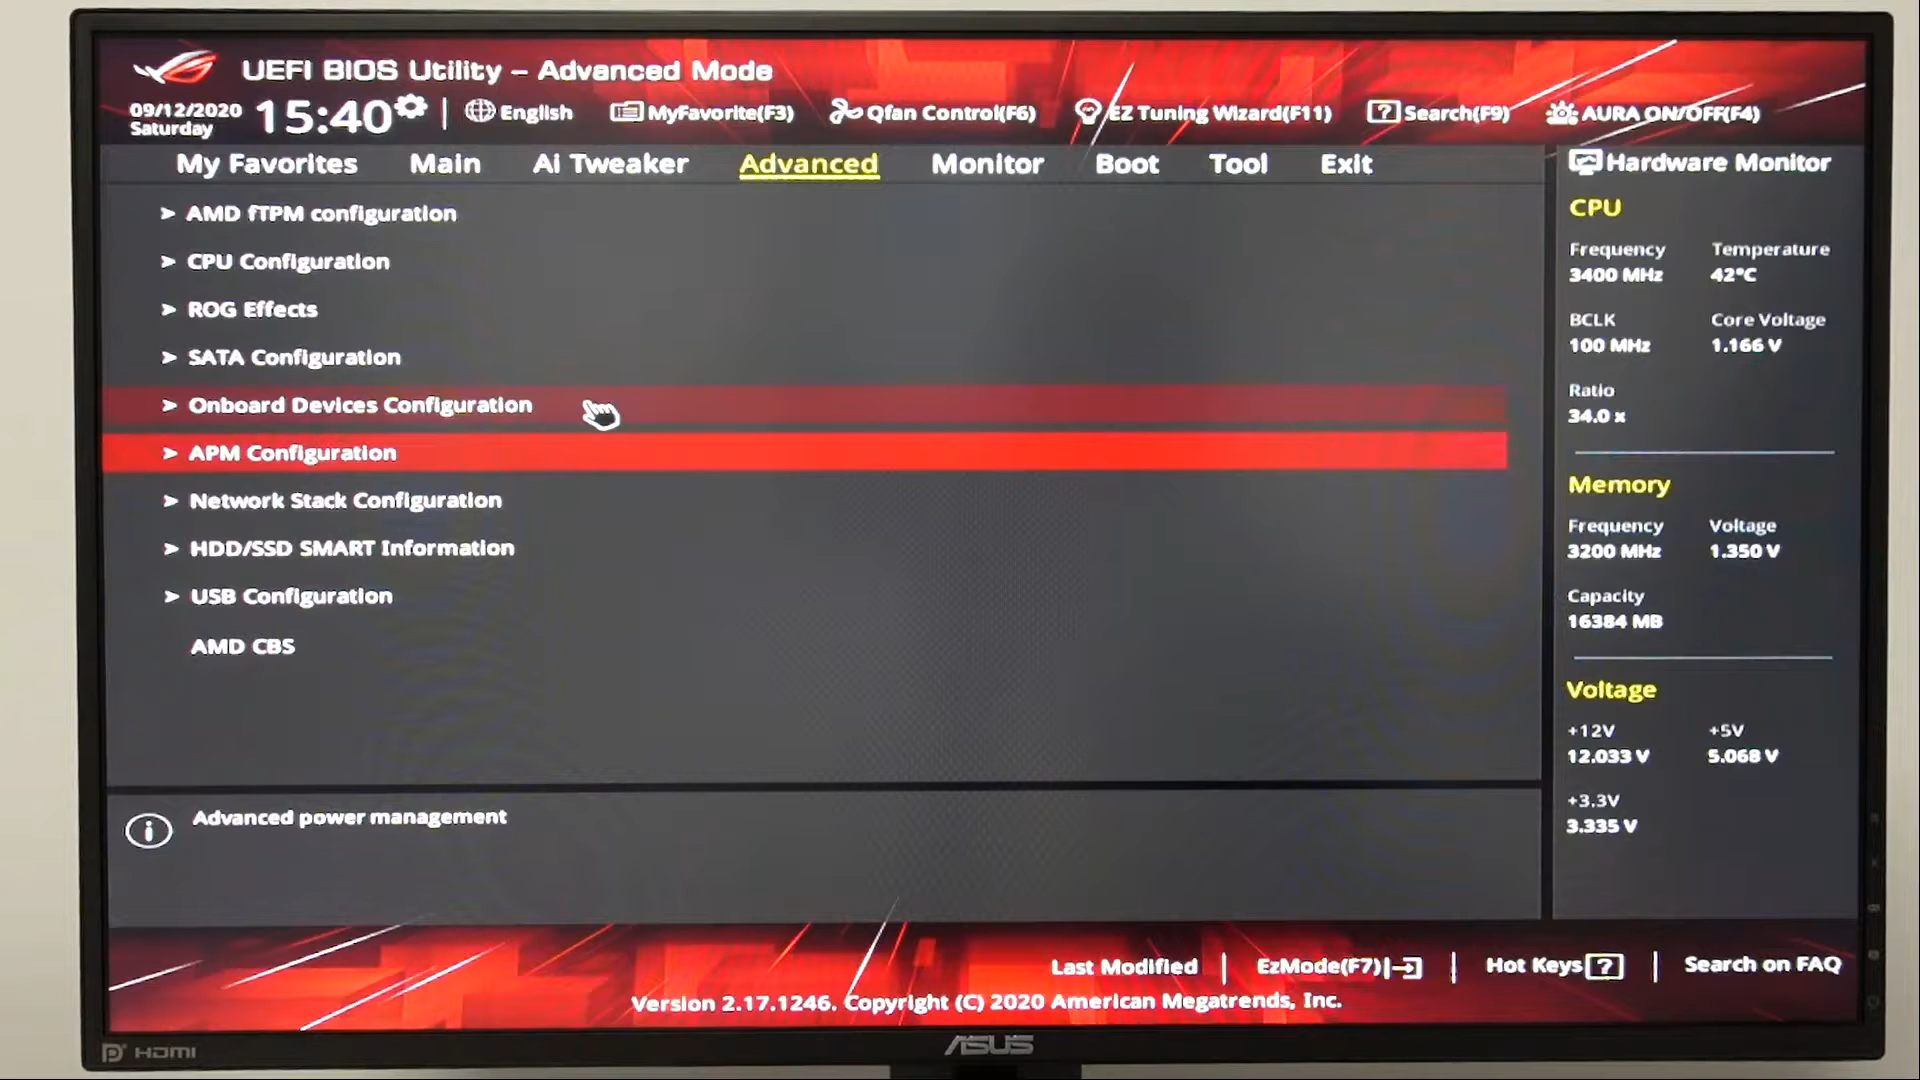 UEFI BIOS Utility – Advanced Mode
09/12/2020
Saturday
15:40
English
MyFavorite(F3)
Qfan Control(F6)
EZ Tuning Wizard(F11)
Search(F9)
AURA ON/OFF(F4)
My Favorites
Main
Ai Tweaker
Advanced
Monitor
Boot
Tool
Exit
> AMD fTPM configuration
> CPU Configuration
> ROG Effects
> SATA Configuration
> Onboard Devices Configuration
> APM Configuration
> Network Stack Configuration
> HDD/SSD SMART Information
> USB Configuration
AMD CBS
Advanced power management
Hardware Monitor
CPU
Frequency Temperature
3400 MHz 42°C
BCLK Core Voltage
100 MHz 1.166 V
Ratio
34.0 x
Memory
Frequency Voltage
3200 MHz 1.350 V
Capacity
16384 MB
Voltage
+12V +5V
12.033 V 5.068 V
+3.3V
3.335 V
Last Modified
EzMode(F7)
Hot Keys ?
Search on FAQ
Version 2.17.1246. Copyright (C) 2020 American Megatrends, Inc.
HDMI
ASUS